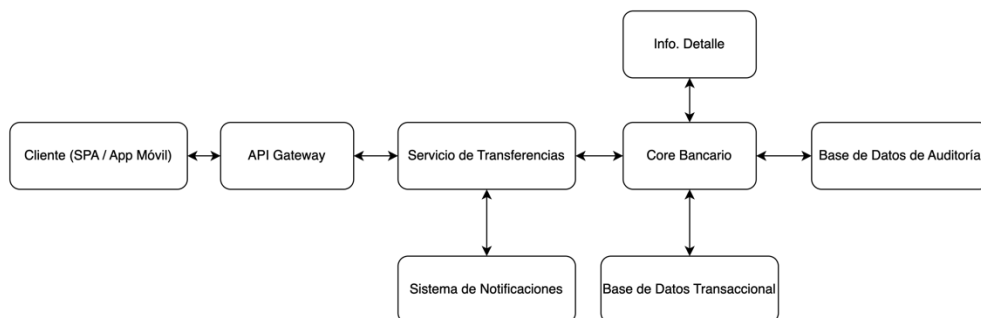 Info. Detalle
Cliente (SPA / App Móvil)
API Gateway
Servicio de Transferencias
Core Bancario
Base de Datos de Auditoría
Sistema de Notificaciones
Base de Datos Transaccional